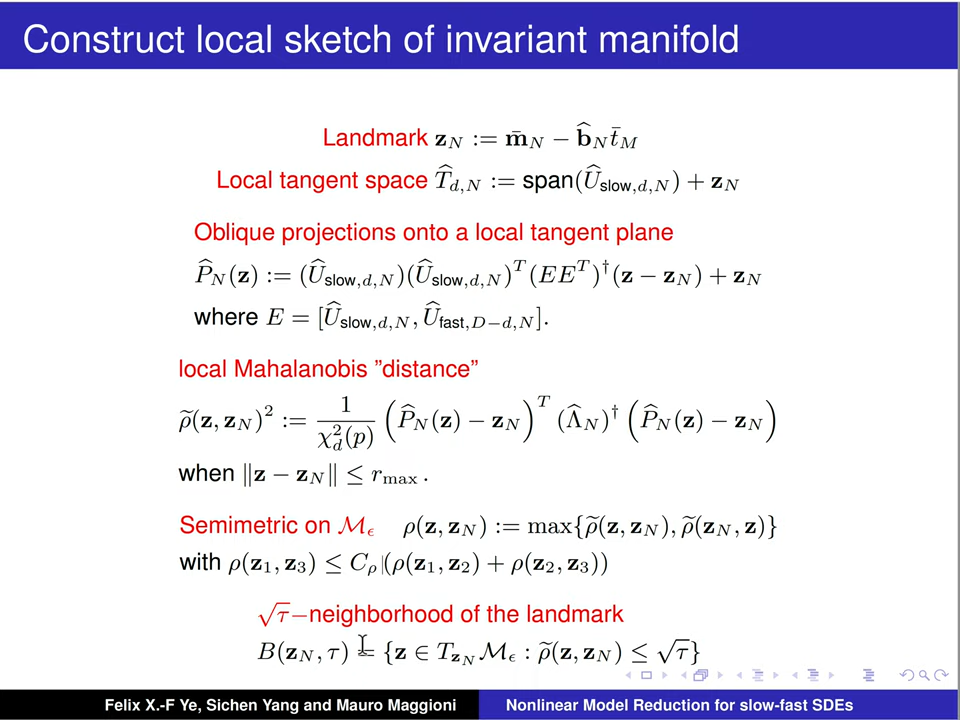 Construct local sketch of invariant manifold
Landmark z_N := m̄_N − b̂_N t̄_M
Local tangent space T̂_{d,N} := span(Û_{slow,d,N}) + z_N
Oblique projections onto a local tangent plane
P̂_N(z) := (Û_{slow,d,N})(Û_{slow,d,N})^T (EE^T)^†(z − z_N) + z_N
where E = [Û_{slow,d,N}, Û_{fast,D−d,N}].
local Mahalanobis ”distance”
ρ̃(z, z_N)^2 := \frac{1}{χ_d^2(p)} (P̂_N(z) − z_N)^T (Λ̂_N)^† (P̂_N(z) − z_N)
when ‖z − z_N‖ ≤ r_max .
Semimetric on M_ε ρ(z, z_N) := max{ρ̃(z, z_N), ρ̃(z_N, z)}
with ρ(z_1, z_3) ≤ C_ρ (ρ(z_1, z_2) + ρ(z_2, z_3))
√τ−neighborhood of the landmark
B(z_N, τ) = {z ∈ T_{z_N} M_ε : ρ̃(z, z_N) ≤ √τ}
Felix X.-F Ye, Sichen Yang and Mauro Maggioni
Nonlinear Model Reduction for slow-fast SDEs